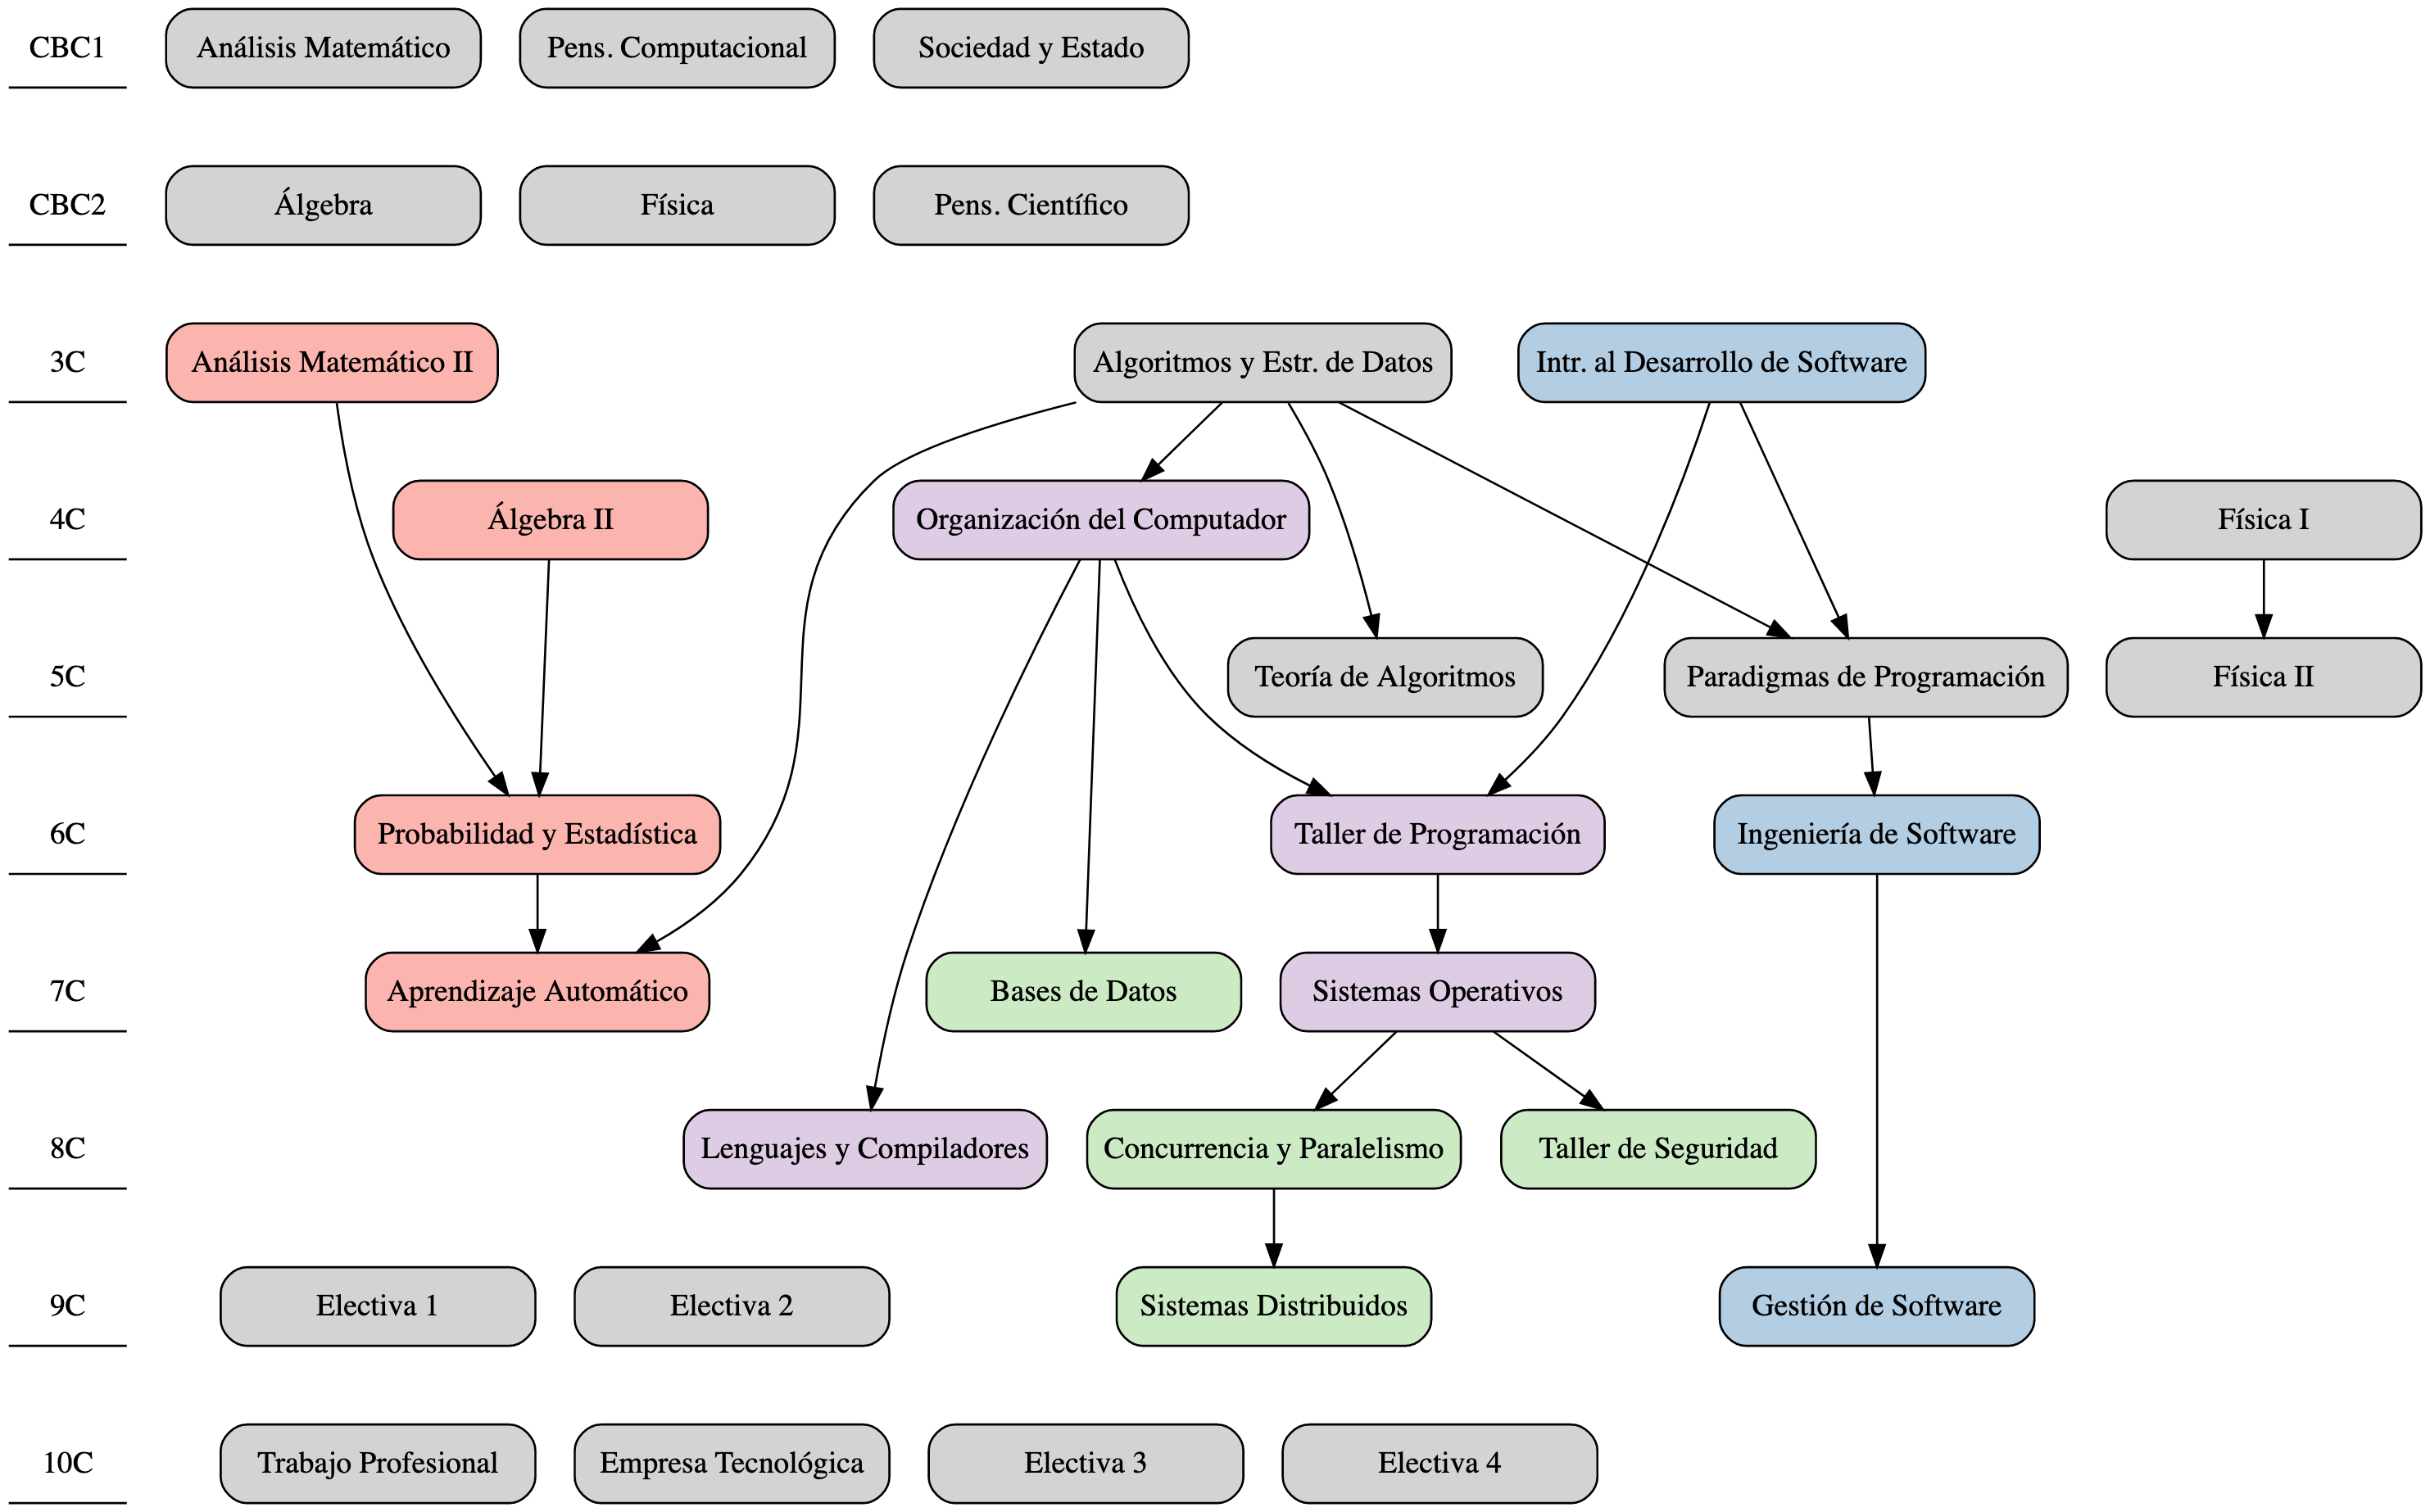 CBC1
Análisis Matemático
Pens. Computacional
Sociedad y Estado
CBC2
Álgebra
Física
Pens. Científico
3C
Análisis Matemático II
Algoritmos y Estr. de Datos
Intr. al Desarrollo de Software
4C
Álgebra II
Organización del Computador
Física I
5C
Teoría de Algoritmos
Paradigmas de Programación
Física II
6C
Probabilidad y Estadística
Taller de Programación
Ingeniería de Software
7C
Aprendizaje Automático
Bases de Datos
Sistemas Operativos
8C
Lenguajes y Compiladores
Concurrencia y Paralelismo
Taller de Seguridad
9C
Electiva 1
Electiva 2
Sistemas Distribuidos
Gestión de Software
10C
Trabajo Profesional
Empresa Tecnológica
Electiva 3
Electiva 4